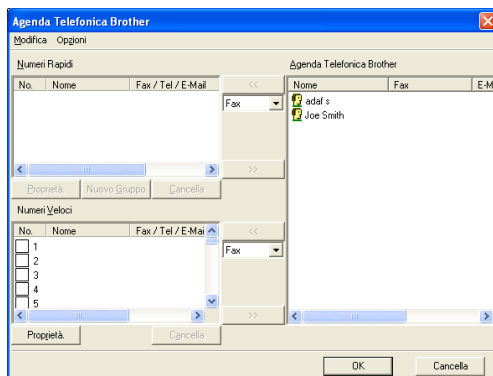 Agenda Telefonica Brother
Modifica Opzioni
Numeri Rapidi
No. Nome Fax / Tel / E-Mail
<<
Fax
>>
Proprietà. Nuovo Gruppo Cancella
Numeri Veloci
No. Nome Fax / Tel / E-Mai
1
2
3
4
5
<<
Fax
>>
Proprietà. Cancella
Agenda Telefonica Brother
Nome Fax E-M
adaf s
Joe Smith
OK Cancella